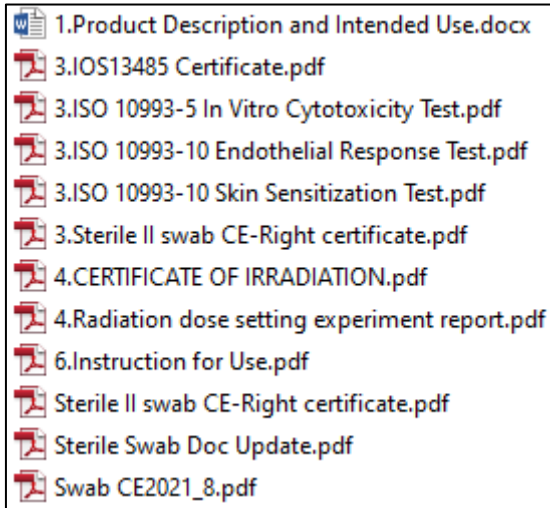 1.Product Description and Intended Use.docx
3.IOS13485 Certificate.pdf
3.ISO 10993-5 In Vitro Cytotoxicity Test.pdf
3.ISO 10993-10 Endothelial Response Test.pdf
3.ISO 10993-10 Skin Sensitization Test.pdf
3.Sterile II swab CE-Right certificate.pdf
4.CERTIFICATE OF IRRADIATION.pdf
4.Radiation dose setting experiment report.pdf
6.Instruction for Use.pdf
Sterile II swab CE-Right certificate.pdf
Sterile Swab Doc Update.pdf
Swab CE2021_8.pdf